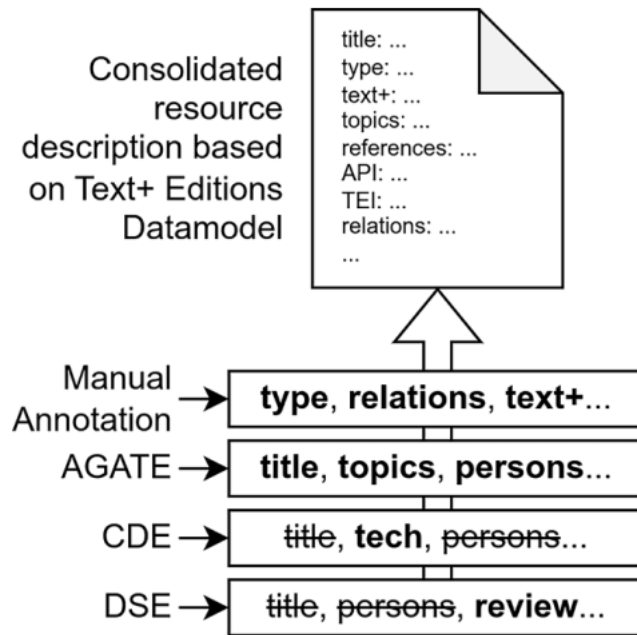 Consolidated
resource
description based
on Text+ Editions
Datamodel
title: ...
type: ...
text+: ...
topics: ...
references: ...
API: ...
TEI: ...
relations: ...
...
Manual
Annotation
type, relations, text+...
AGATE
title, topics, persons...
CDE
title, tech, persons...
DSE
title, persons, review...